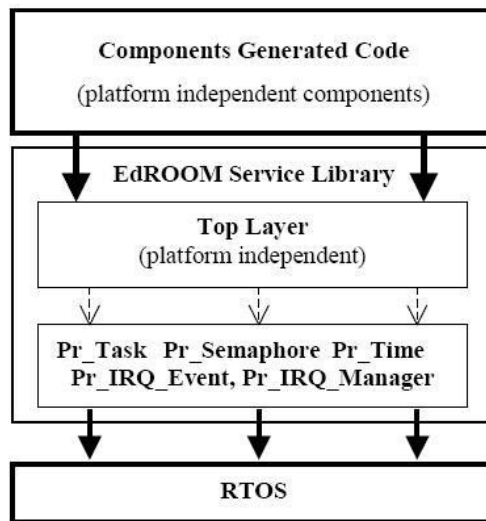 Components Generated Code
(platform independent components)
EdROOM Service Library
Top Layer
(platform independent)
Pr_Task Pr_Semaphore Pr_Time
Pr_IRQ_Event, Pr_IRQ_Manager
RTOS